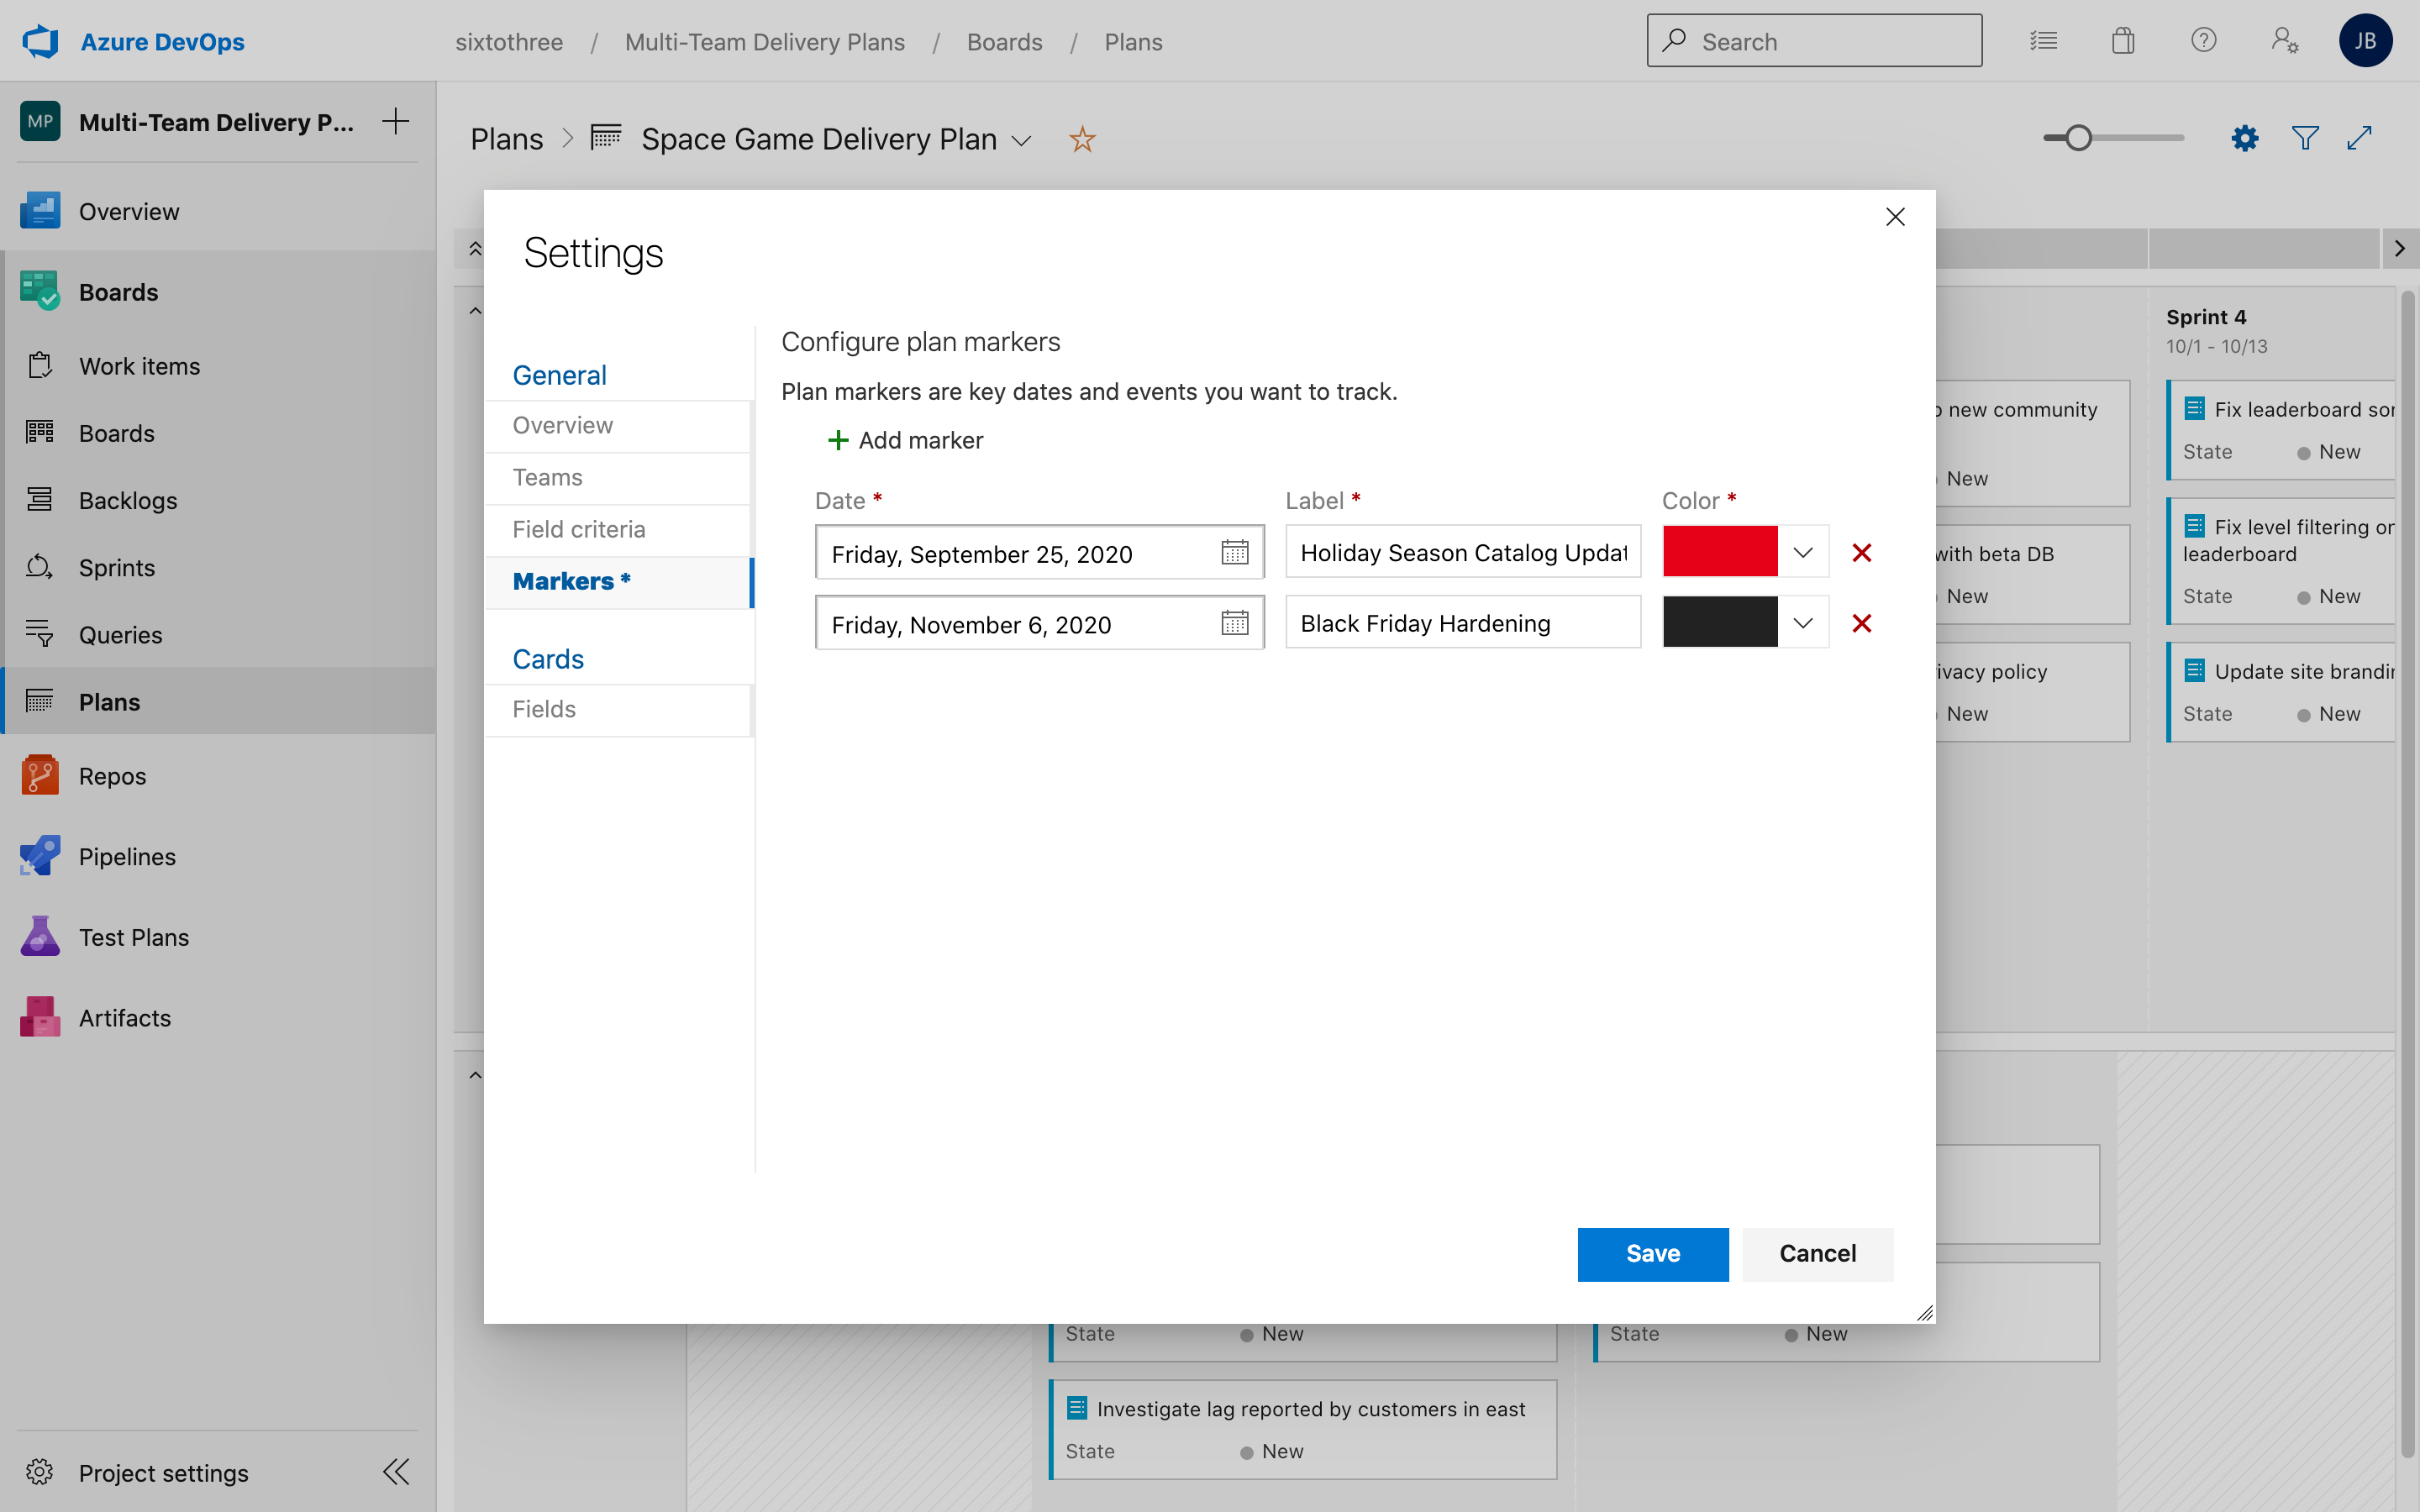 Azure DevOps
sixtothree / Multi-Team Delivery Plans / Boards / Plans
Search
JB
MP Multi-Team Delivery P...
Overview
Boards
Work items
Boards
Backlogs
Sprints
Queries
Plans
Repos
Pipelines
Test Plans
Artifacts
Project settings
Plans > Space Game Delivery Plan
Settings
General
Overview
Teams
Field criteria
Markers *
Cards
Fields
Configure plan markers
Plan markers are key dates and events you want to track.
+ Add marker
Date * Label * Color *
Friday, September 25, 2020 Holiday Season Catalog Updat
Friday, November 6, 2020 Black Friday Hardening
Save Cancel
new community
New
with beta DB
New
ivacy policy
New
Sprint 4
10/1 - 10/13
Fix leaderboard sor
State New
Fix level filtering or
leaderboard
State New
Update site brandin
State New
State New
State New
Investigate lag reported by customers in east
State New